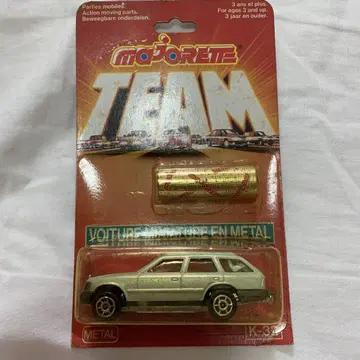 Parties mobiles.
Action moving parts.
Beweegbare onderdelen.
3 ans et plus.
For ages 3 and up.
3 jaar en ouder.
MAJORETTE
TEAM
VOITURE MINIATURE EN METAL
METAL